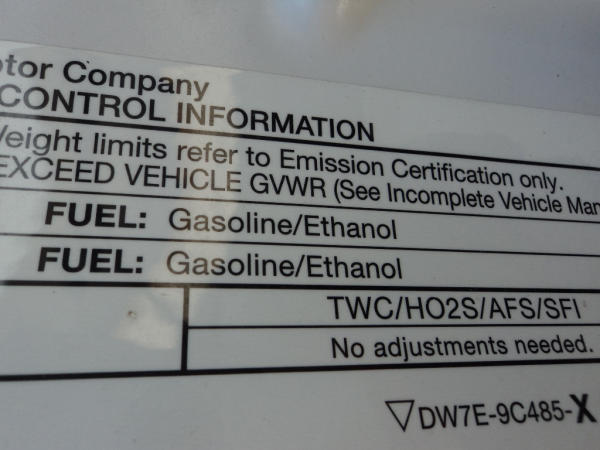 otor Company
CONTROL INFORMATION
Weight limits refer to Emission Certification only.
EXCEED VEHICLE GVWR (See Incomplete Vehicle Man
FUEL: Gasoline/Ethanol
FUEL: Gasoline/Ethanol
TWC/HO2S/AFS/SFI
No adjustments needed.
▽DW7E-9C485-X